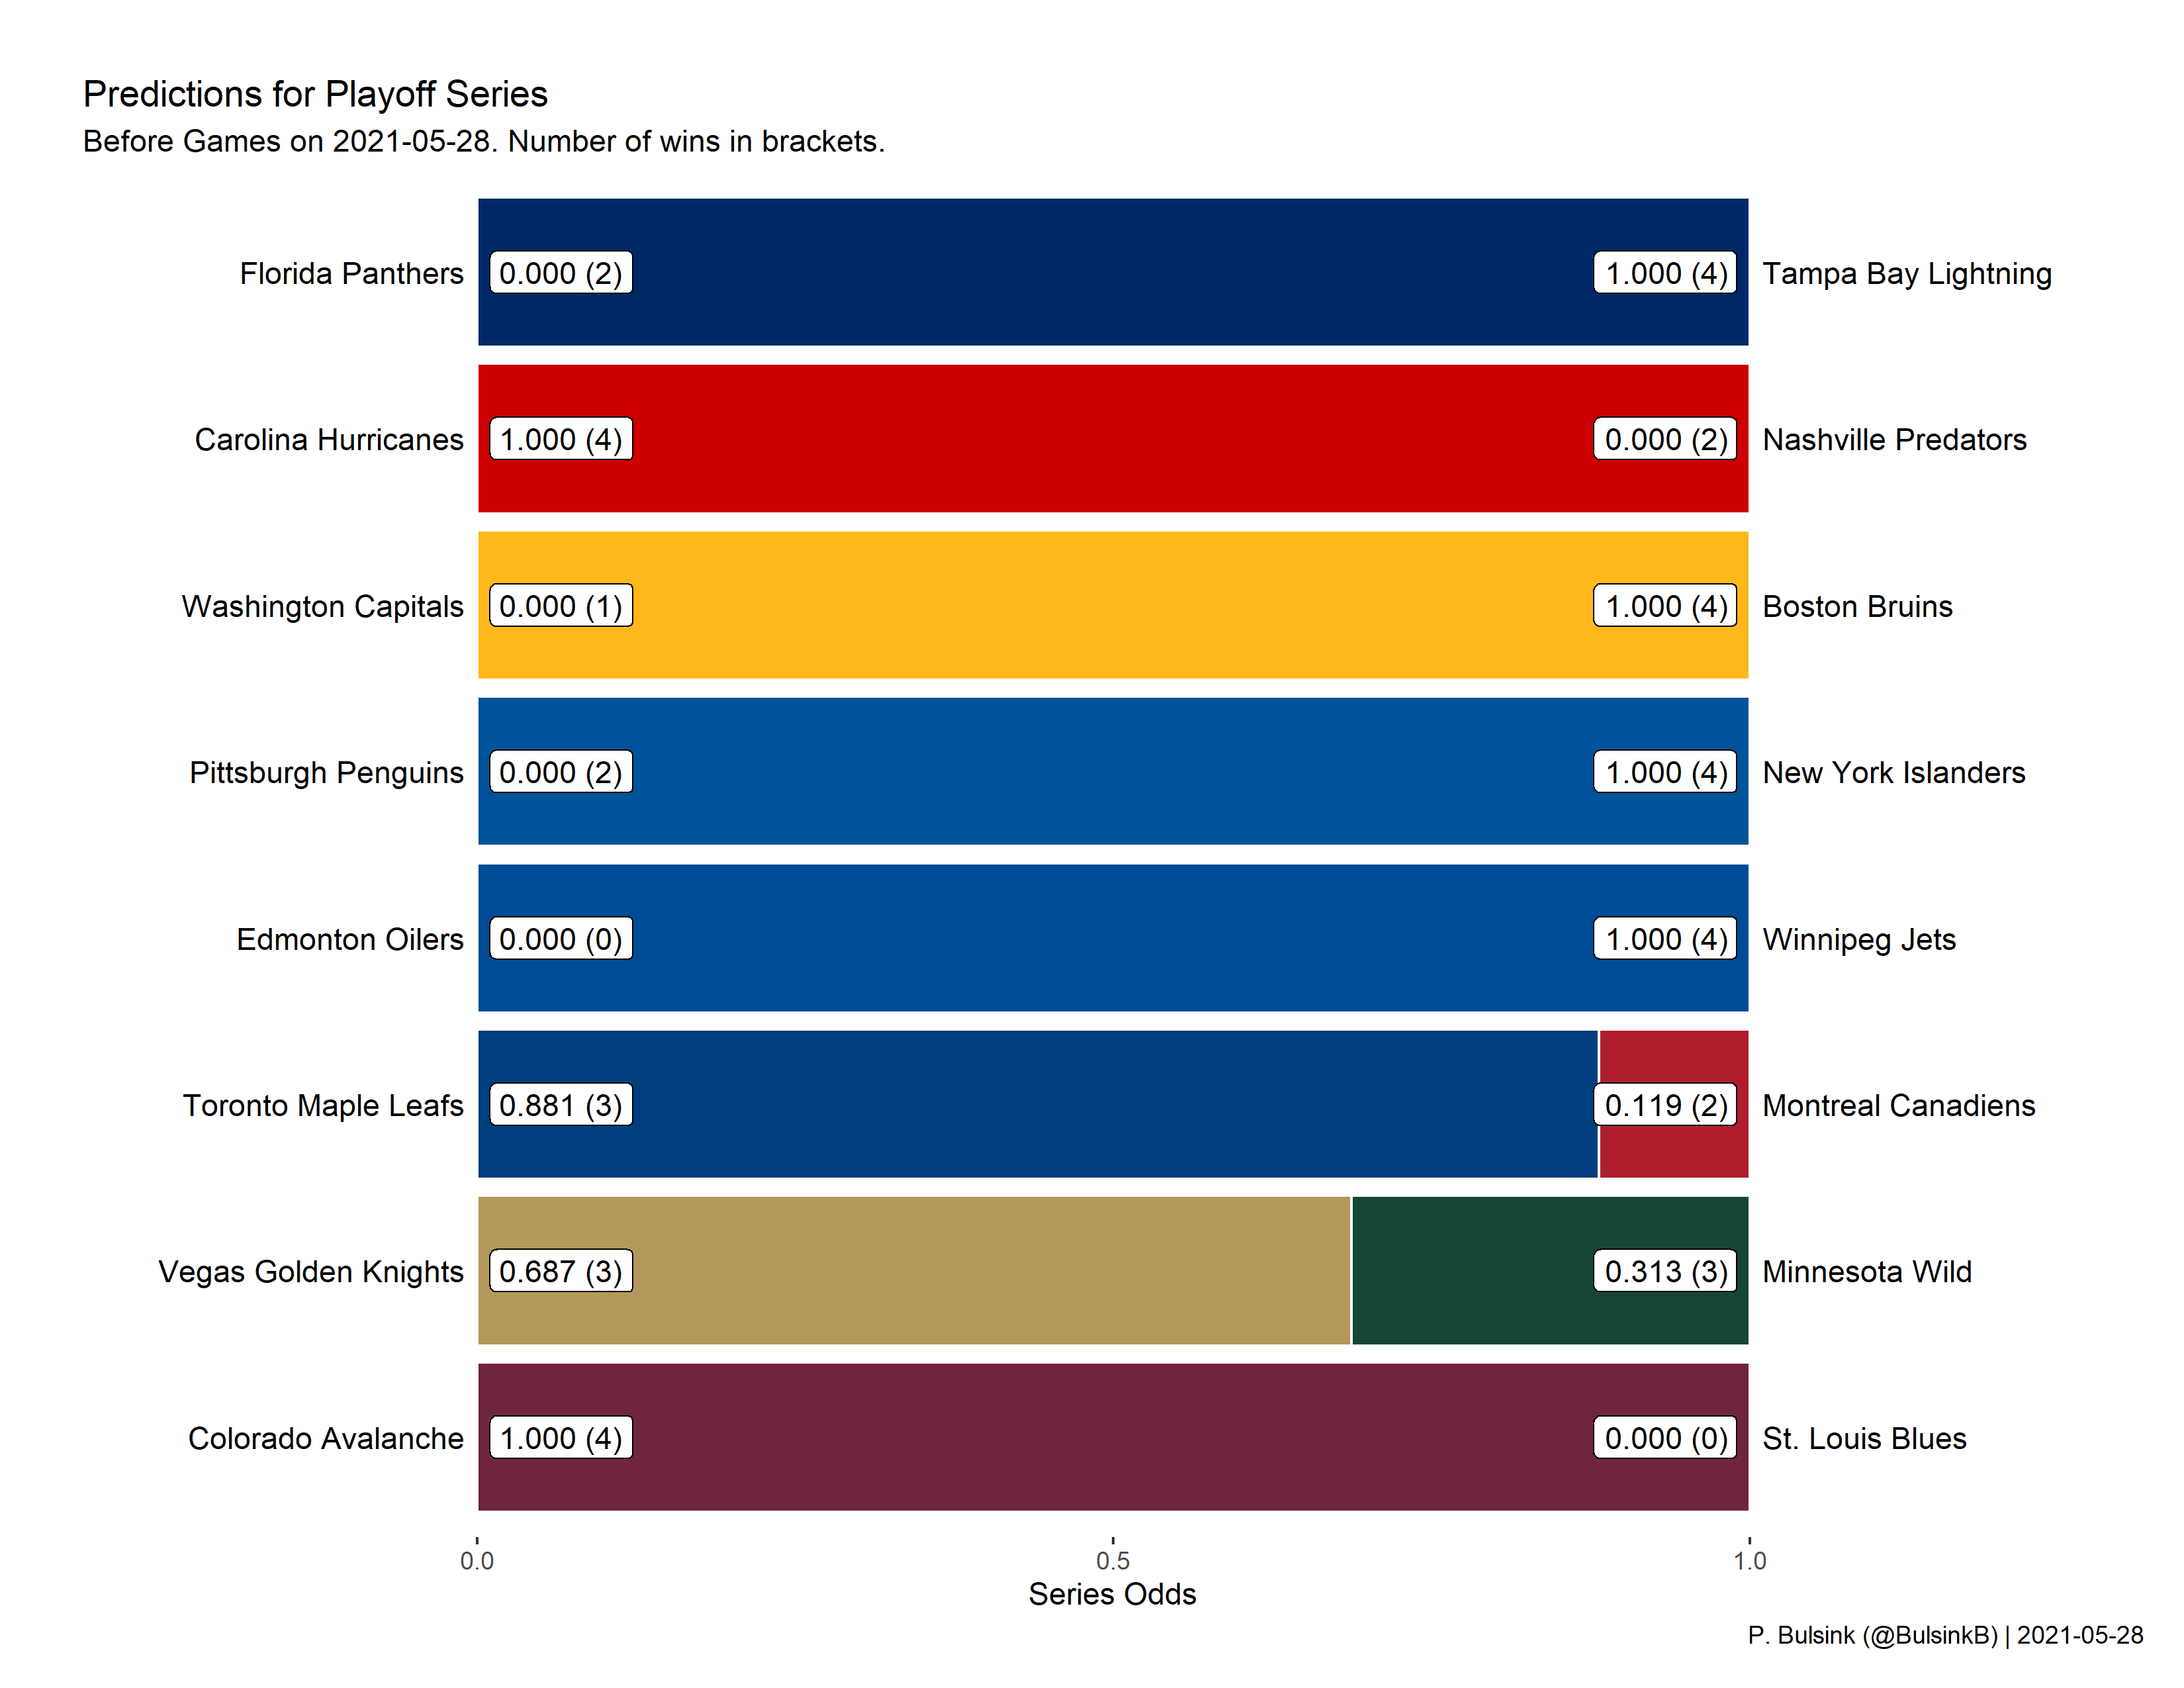 Predictions for Playoff Series
Before Games on 2021-05-28. Number of wins in brackets.
Florida Panthers 0.000 (2) 1.000 (4) Tampa Bay Lightning
Carolina Hurricanes 1.000 (4) 0.000 (2) Nashville Predators
Washington Capitals 0.000 (1) 1.000 (4) Boston Bruins
Pittsburgh Penguins 0.000 (2) 1.000 (4) New York Islanders
Edmonton Oilers 0.000 (0) 1.000 (4) Winnipeg Jets
Toronto Maple Leafs 0.881 (3) 0.119 (2) Montreal Canadiens
Vegas Golden Knights 0.687 (3) 0.313 (3) Minnesota Wild
Colorado Avalanche 1.000 (4) 0.000 (0) St. Louis Blues
0.0 0.5 1.0
Series Odds
P. Bulsink (@BulsinkB) | 2021-05-28